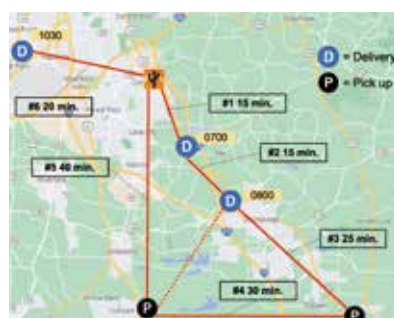 1030
D
D = Delivery
P = Pick up
#6 20 min.
#1 15 min.
0700
D
#2 15 min.
#5 40 min.
D
0800
#3 25 min.
#4 30 min.
P
P